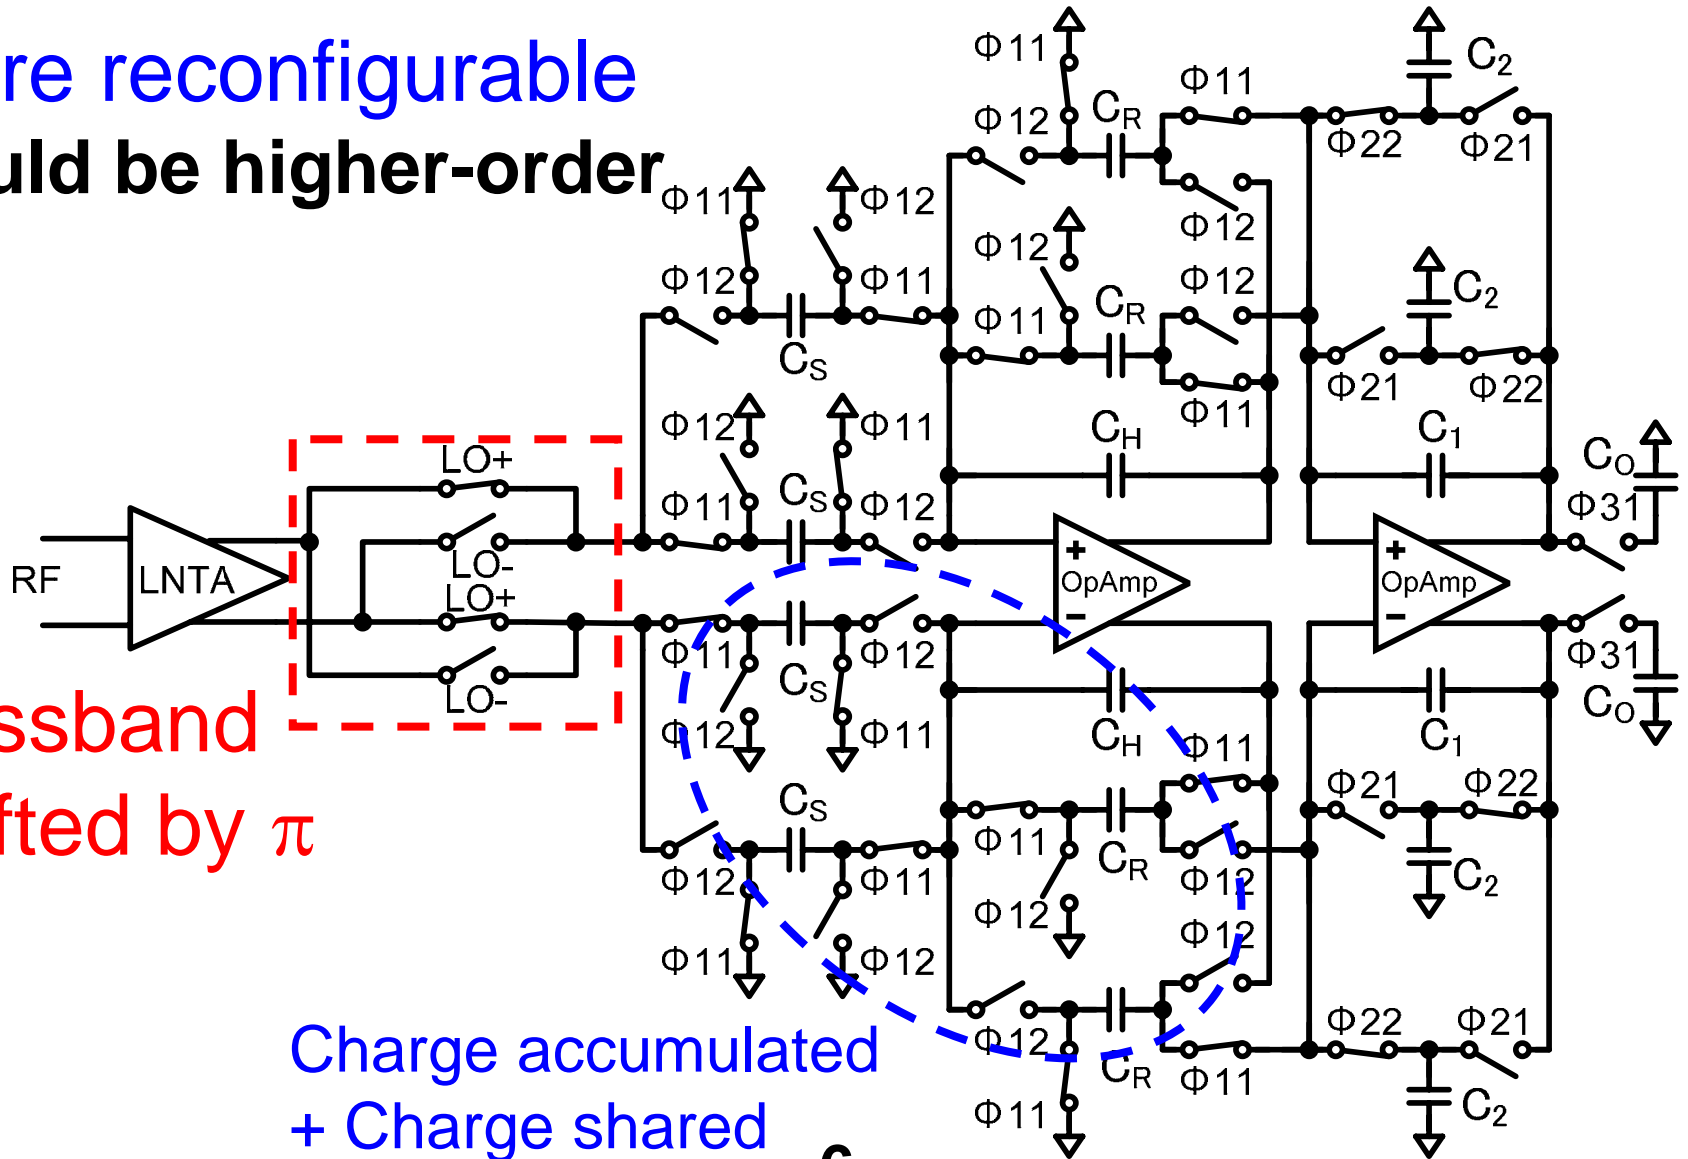 re reconfigurable
uld be higher-order
Φ11
Φ12
CR
Φ11
Φ12
C2
Φ22
Φ21
Φ11
Φ12
Φ12
Φ11
CS
Φ12
Φ11
CR
Φ12
Φ11
C2
Φ21
Φ22
Φ12
Φ11
Φ11
Φ12
CS
CH
C1
CO
Φ31
RF
LNTA
LO+
LO-
LO+
LO-
+
OpAmp
−
+
OpAmp
−
Φ11
Φ12
CS
Φ12
Φ11
CH
C1
Φ31
CO
ssband
fted by π
CS
Φ12
Φ11
Φ11
Φ12
Φ11
Φ12
CR
Φ11
Φ12
Φ21
Φ22
C2
Φ12
Φ11
CR
Φ12
Φ11
Φ22
Φ21
C2
Charge accumulated
+ Charge shared